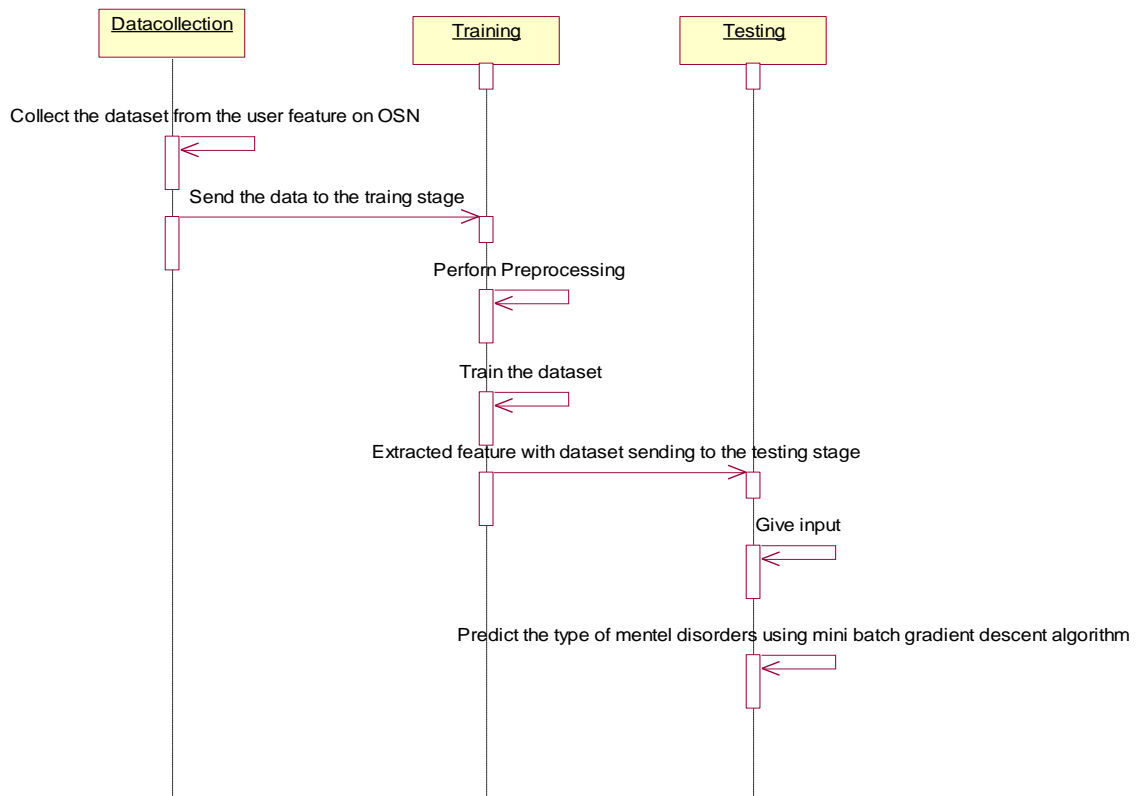 Datacollection
Training
Testing
Collect the dataset from the user feature on OSN
Send the data to the traing stage
Perforn Preprocessing
Train the dataset
Extracted feature with dataset sending to the testing stage
Give input
Predict the type of mentel disorders using mini batch gradient descent algorithm